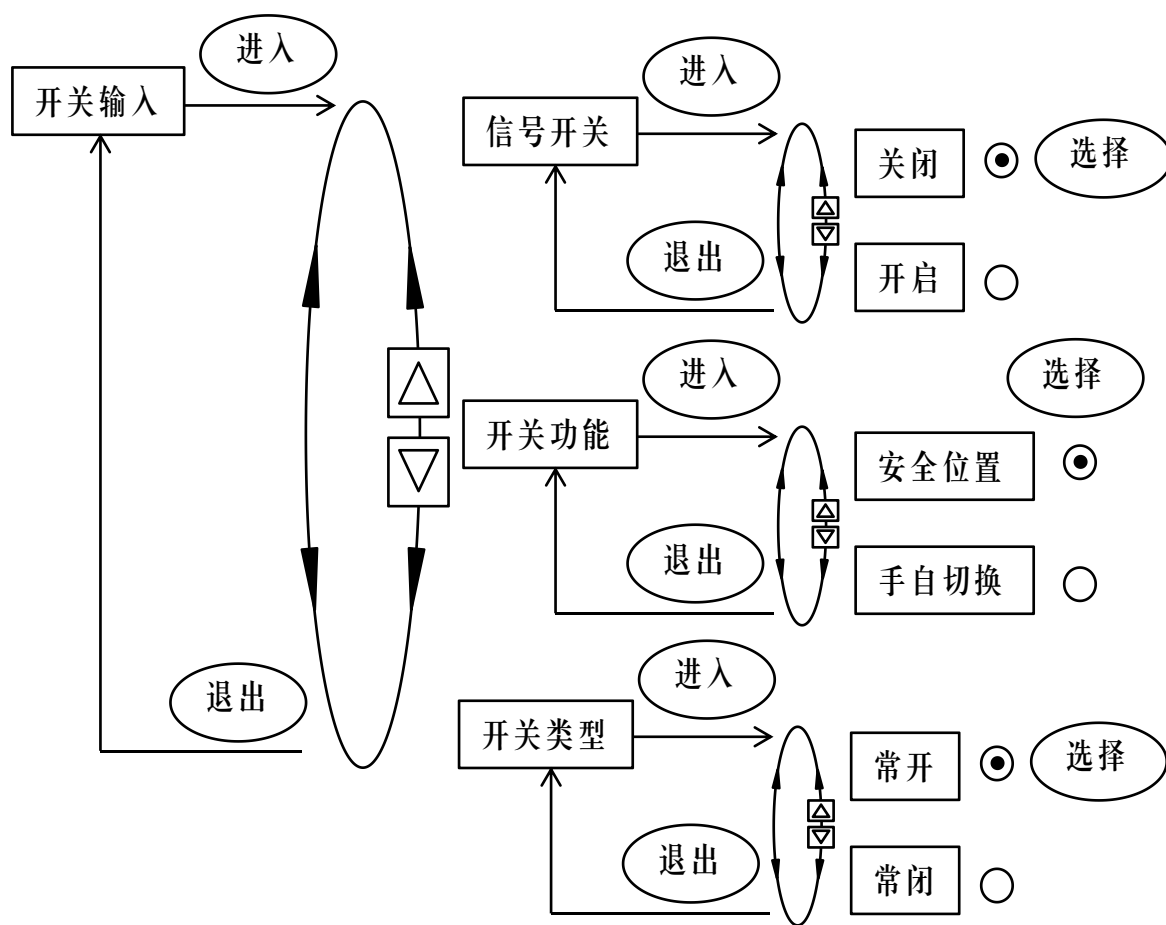 进入
开关输入
进入
信号开关
关闭
选择
退出
开启
进入
选择
开关功能
安全位置
退出
手自切换
进入
退出
开关类型
常开
选择
退出
常闭